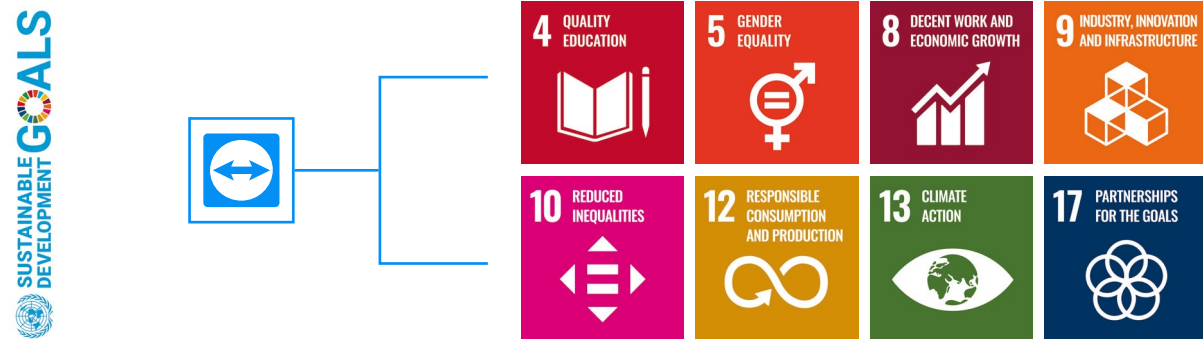 SUSTAINABLE
DEVELOPMENT
GOALS
4 QUALITY
EDUCATION
5 GENDER
EQUALITY
8 DECENT WORK AND
ECONOMIC GROWTH
9 INDUSTRY, INNOVATION
AND INFRASTRUCTURE
10 REDUCED
INEQUALITIES
12 RESPONSIBLE
CONSUMPTION
AND PRODUCTION
13 CLIMATE
ACTION
17 PARTNERSHIPS
FOR THE GOALS